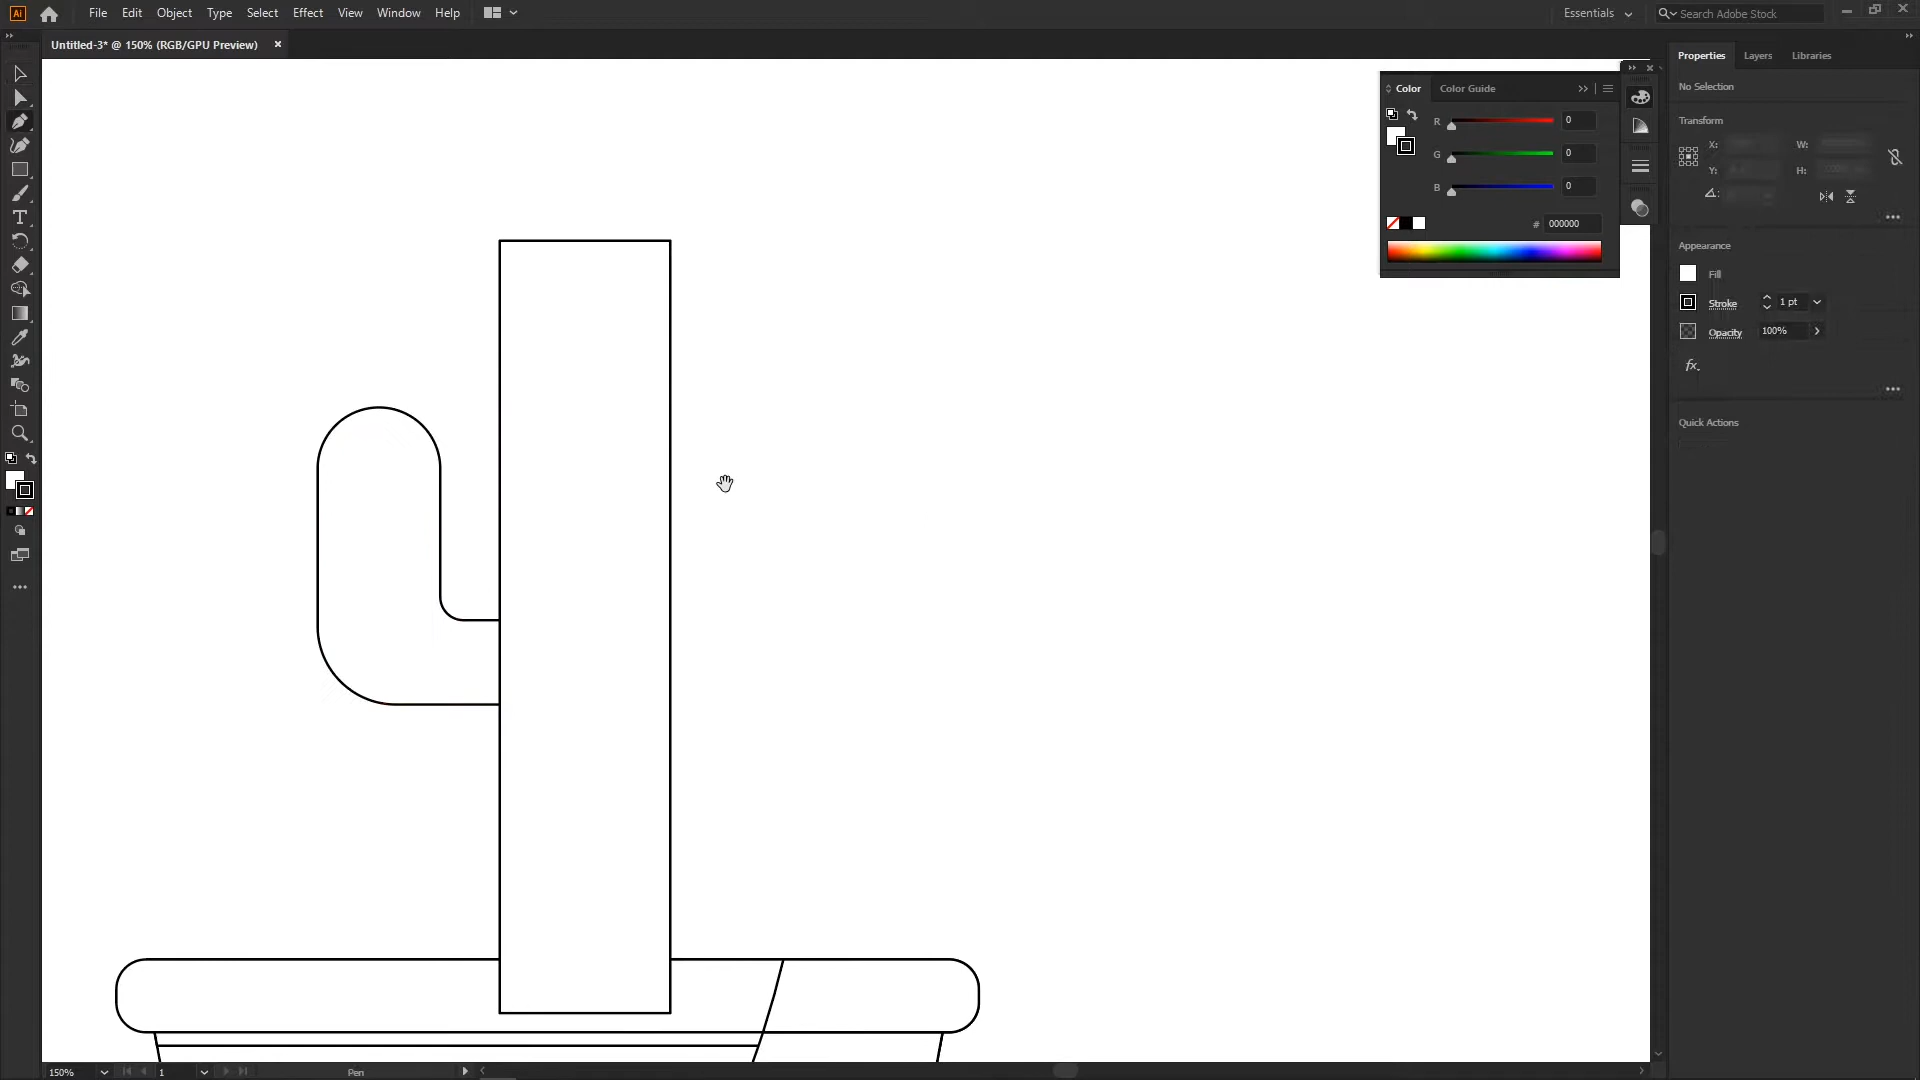 Ai File Edit Object Type Select Effect View Window Help Essentials Search Adobe Stock
Untitled-3* @ 150% (RGB/GPU Preview) ×
Properties Layers Libraries
No Selection
Color Color Guide
Transform
R 0
X: W:
G 0
Y: H:
B 0
# 000000
Appearance
Fill
Stroke 1 pt
Opacity 100%
fx.
Quick Actions
150% 1 Pen